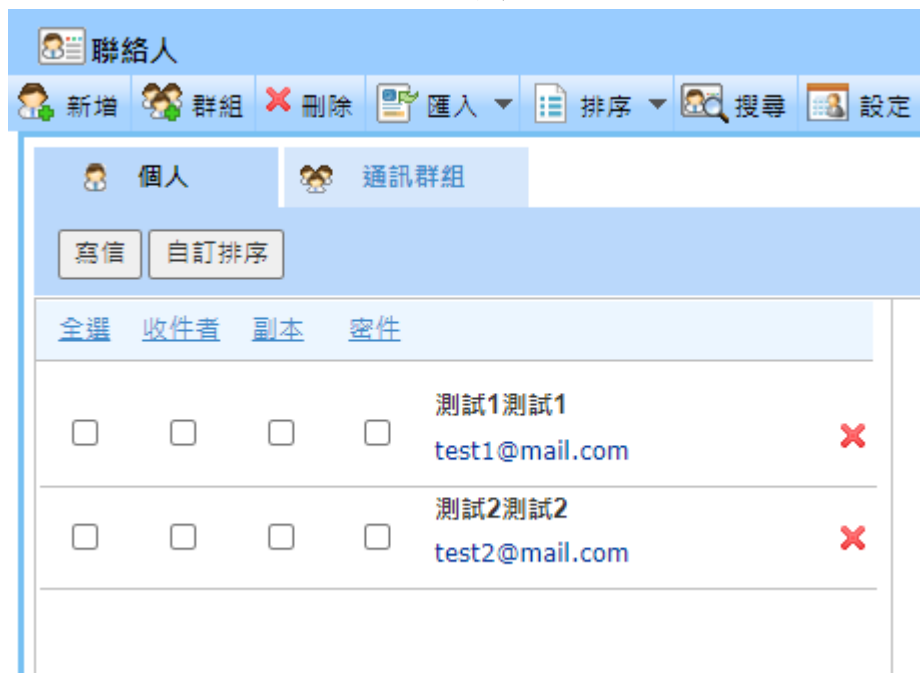 聯絡人
新增 群組 刪除 匯入 排序 搜尋 設定
個人 通訊群組
寫信 自訂排序
全選 收件者 副本 密件
測試1測試1
test1@mail.com
測試2測試2
test2@mail.com